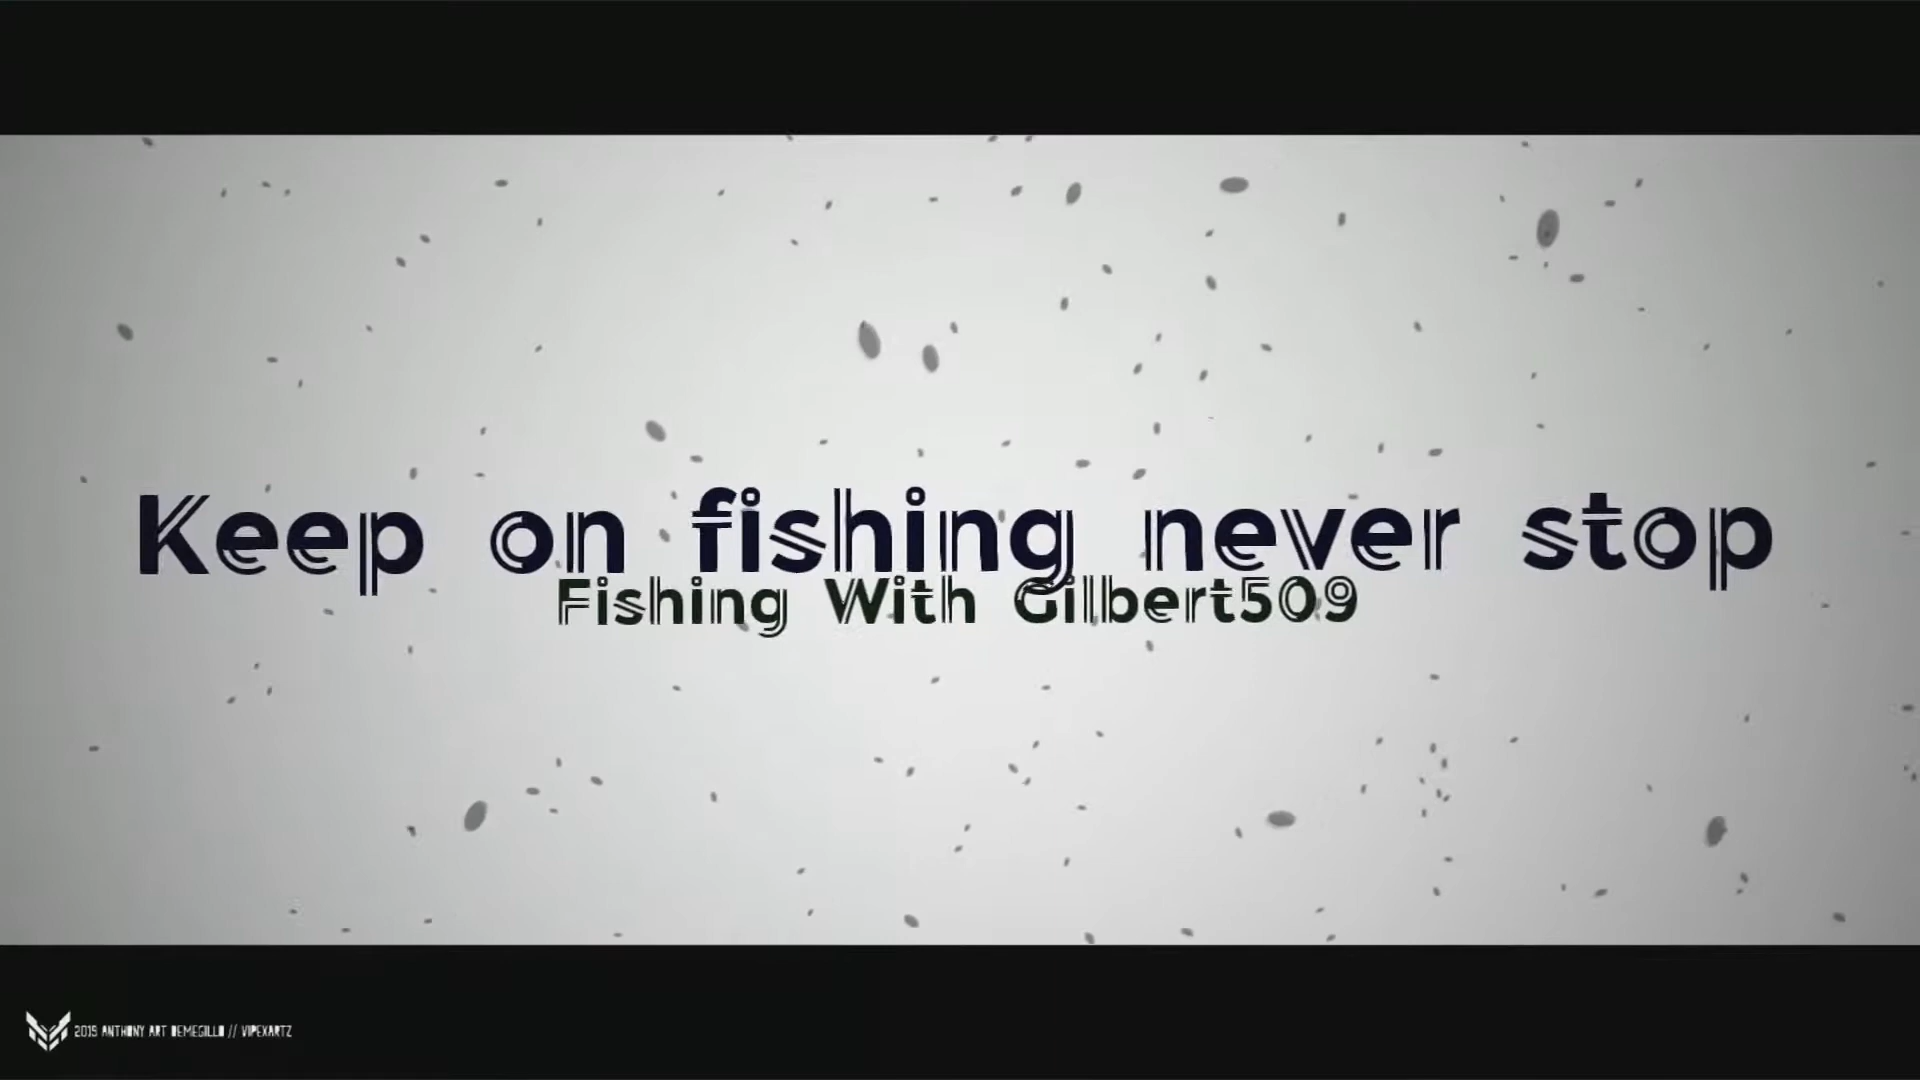 Keep on fishing never stop
Fishing With Gilbert509
2015 ANTHONY ART DEMEGILLO // VIPEXARTZ